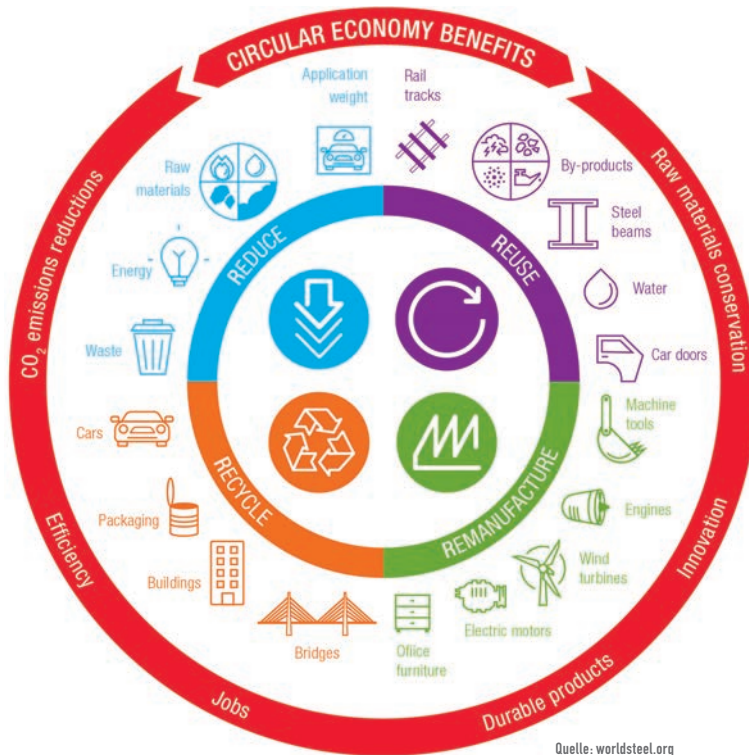 CIRCULAR ECONOMY BENEFITS
Raw materials conservation
Innovation
Durable products
Jobs
Efficiency
CO₂ emissions reductions
REDUCE
Application
weight
Raw
materials
Energy
Waste
REUSE
Rail
tracks
By-products
Steel
beams
Water
Car doors
REMANUFACTURE
Machine
tools
Engines
Wind
turbines
Electric motors
Office
furniture
RECYCLE
Cars
Packaging
Buildings
Bridges
Quelle: worldsteel.org